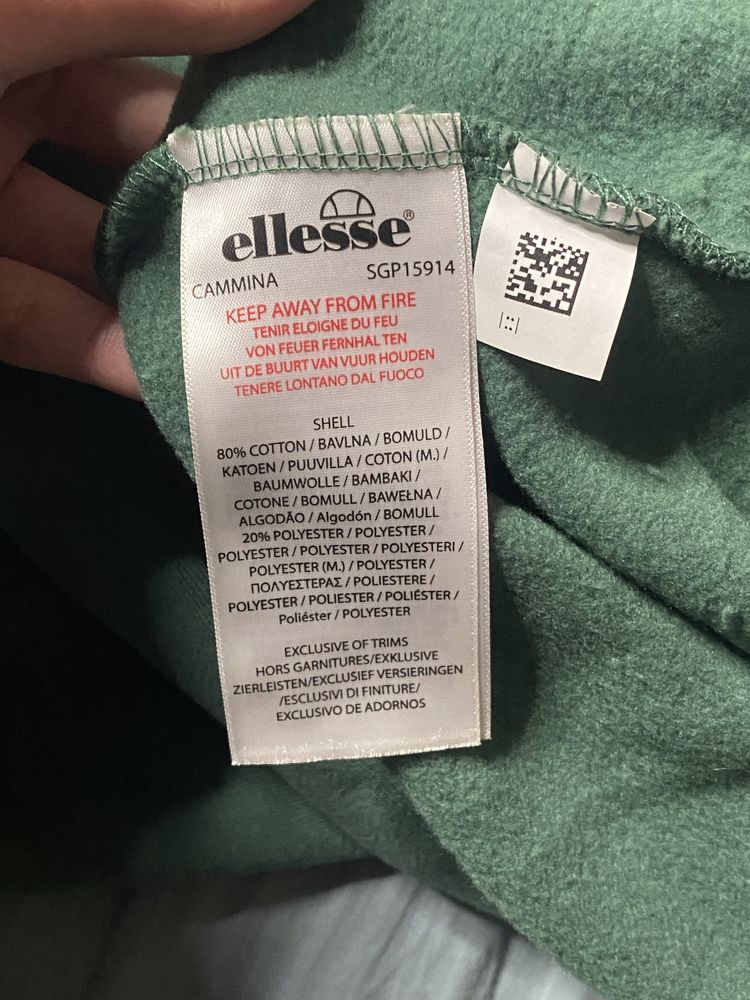 ellesse®
CAMMINA SGP15914
KEEP AWAY FROM FIRE
TENIR ELOIGNE DU FEU
VON FEUER FERNHAL TEN
UIT DE BUURT VAN VUUR HOUDEN
TENERE LONTANO DAL FUOCO
SHELL
80% COTTON / BAVLNA / BOMULD /
KATOEN / PUUVILLA / COTON (M.) /
BAUMWOLLE / BAMBAKI /
COTONE / BOMULL / BAWEŁNA /
ALGODÃO / Algodón / BOMULL
20% POLYESTER / POLYESTER /
POLYESTER / POLYESTER / POLYESTERI /
POLYESTER (M.) / POLYESTER /
ΠΟΛΥΕΣΤΕΡΑΣ / POLIESTERE /
POLYESTER / POLIESTER / POLIÉSTER /
Poliéster / POLYESTER
EXCLUSIVE OF TRIMS
HORS GARNITURES/EXKLUSIVE
ZIERLEISTEN/EXCLUSIEF VERSIERINGEN
/ESCLUSIVI DI FINITURE/
EXCLUSIVO DE ADORNOS